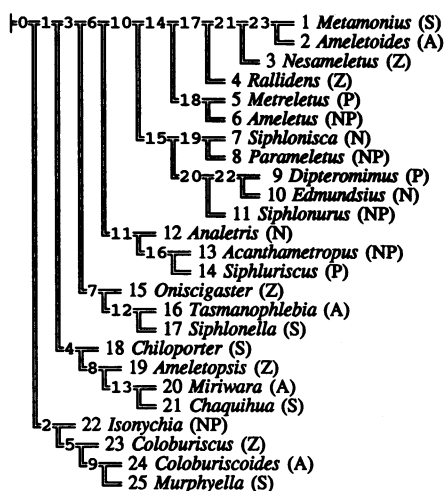 0 1 3 6 10 14 17 21 23 1 Metamonius (S)
2 Ameletoides (A)
3 Nesameletus (Z)
4 Rallidens (Z)
18 5 Metreletus (P)
6 Ameletus (NP)
15 19 7 Siphlonisca (N)
8 Parameletus (NP)
20 22 9 Dipteromimus (P)
10 Edmundsius (N)
11 Siphlonurus (NP)
11 12 Analetris (N)
16 13 Acanthametropus (NP)
14 Siphluriscus (P)
7 15 Oniscigaster (Z)
12 16 Tasmanophlebia (A)
17 Siphlonella (S)
4 18 Chiloporter (S)
8 19 Ameletopsis (Z)
13 20 Miriwara (A)
21 Chaquihua (S)
2 22 Isonychia (NP)
5 23 Coloburiscus (Z)
9 24 Coloburiscoides (A)
25 Murphyella (S)